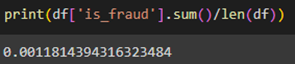 print(df['is_fraud'].sum()/len(df))
0.0011814394316323484